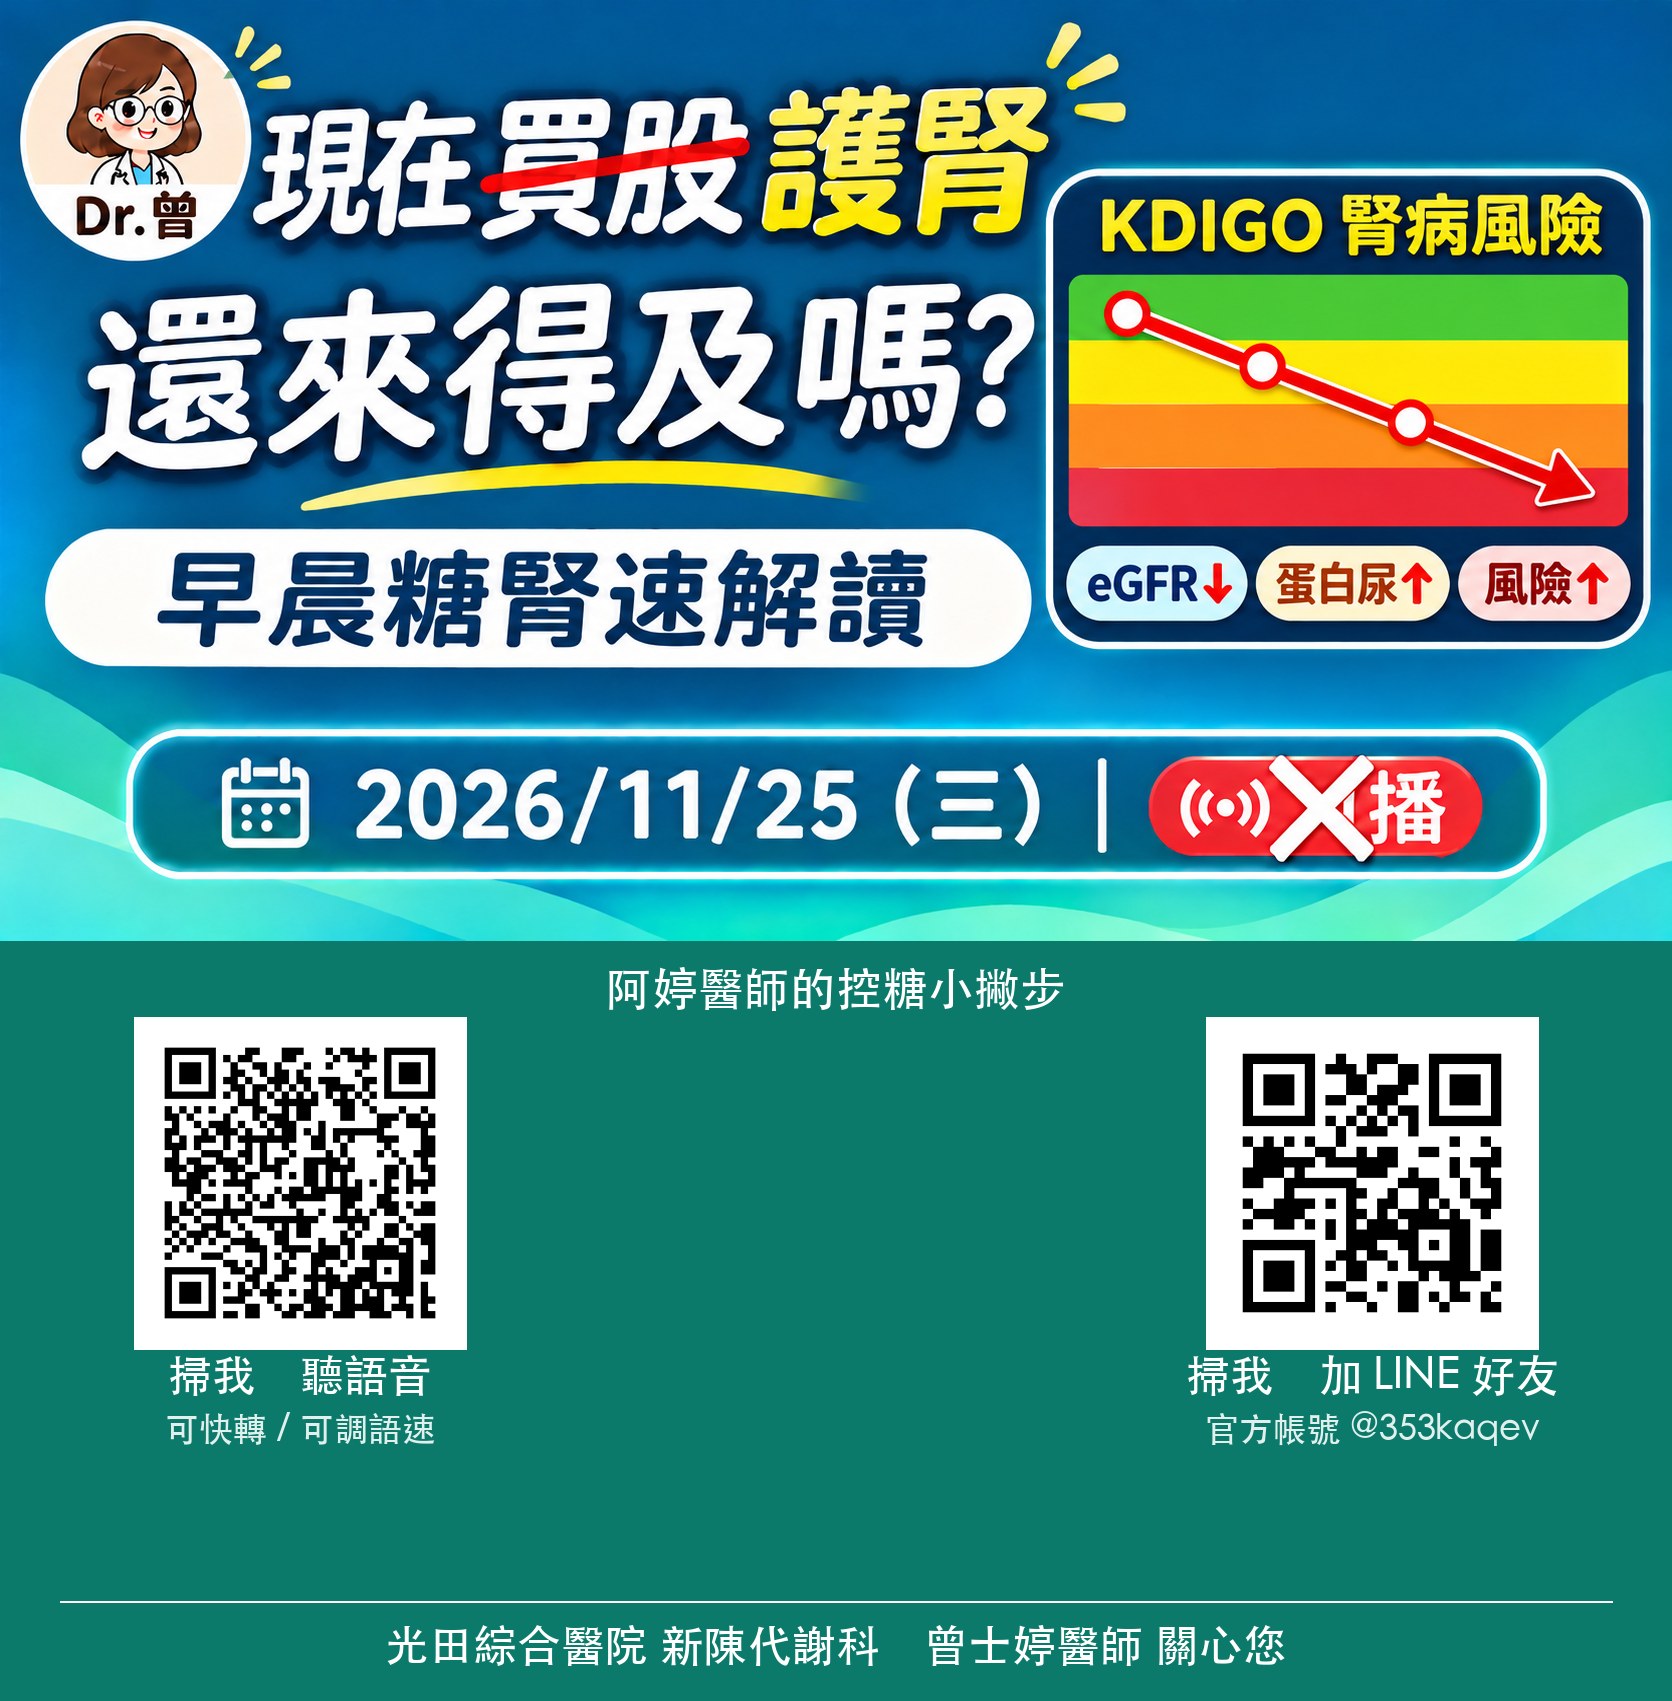 Dr.曾
現在買股護腎
還來得及嗎?
早晨糖腎速解讀
KDIGO 腎病風險
eGFR↓ 蛋白尿↑ 風險↑
2026/11/25 (三) | 播
阿婷醫師的控糖小撇步
掃我 聽語音
可快轉 / 可調語速
掃我 加 LINE 好友
官方帳號 @353kaqev
光田綜合醫院 新陳代謝科 曾士婷醫師 關心您